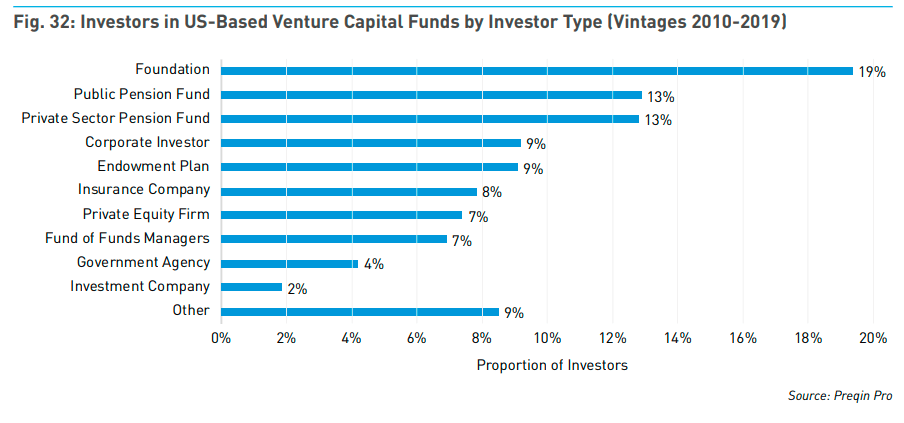 Fig. 32: Investors in US-Based Venture Capital Funds by Investor Type (Vintages 2010-2019)
Foundation 19%
Public Pension Fund 13%
Private Sector Pension Fund 13%
Corporate Investor 9%
Endowment Plan 9%
Insurance Company 8%
Private Equity Firm 7%
Fund of Funds Managers 7%
Government Agency 4%
Investment Company 2%
Other 9%
0% 2% 4% 6% 8% 10% 12% 14% 16% 18% 20%
Proportion of Investors
Source: Preqin Pro